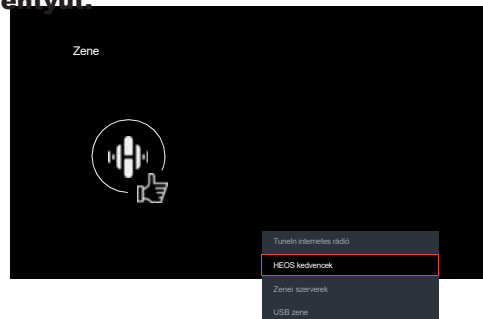 Zene
TuneIn internetes rádió
HEOS kedvencek
Zenei szerverek
USB zene